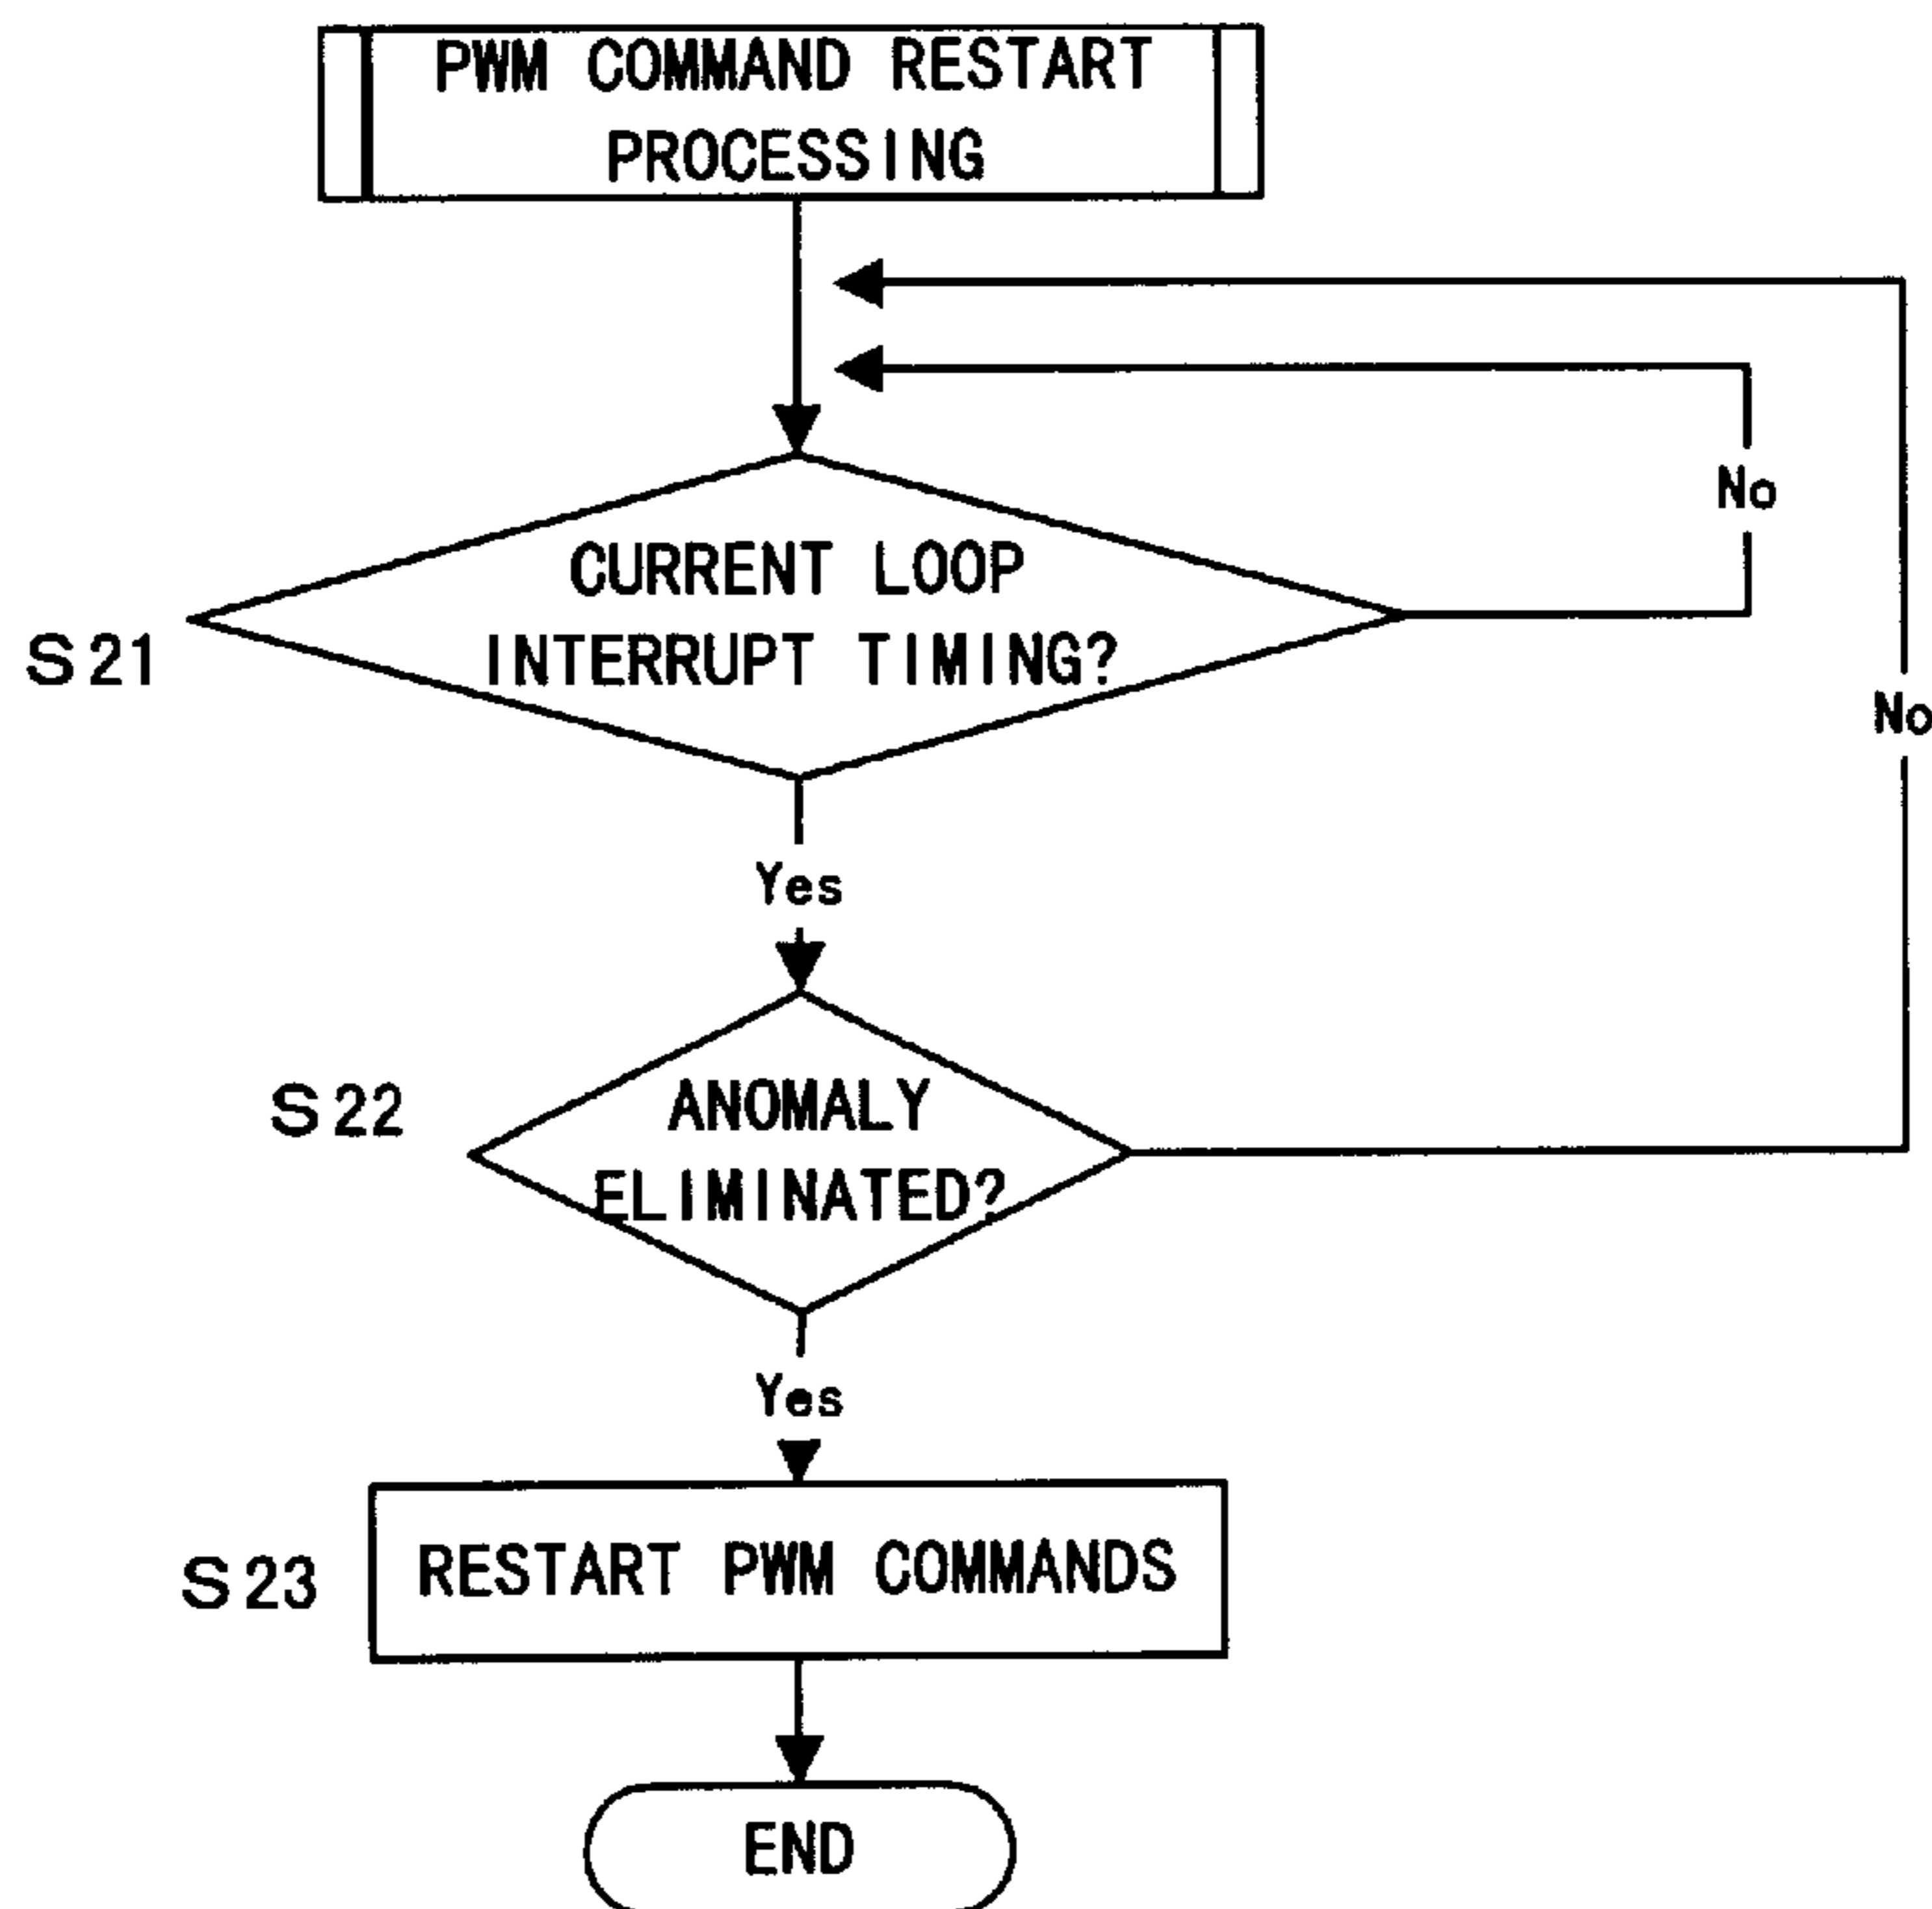 PWM COMMAND RESTART
PROCESSING
No
CURRENT LOOP
INTERRUPT TIMING?
S21
No
Yes
S22
ANOMALY
ELIMINATED?
Yes
S23
RESTART PWM COMMANDS
END